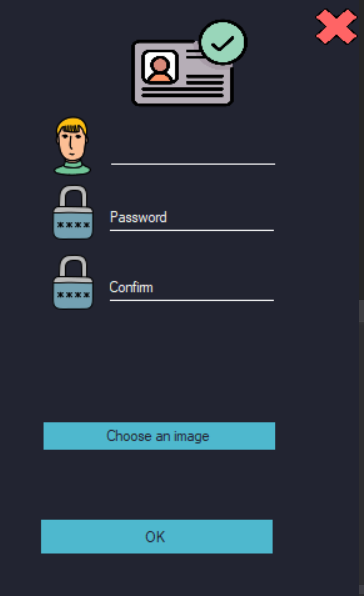 ****
Password
****
Confirm
Choose an image
OK